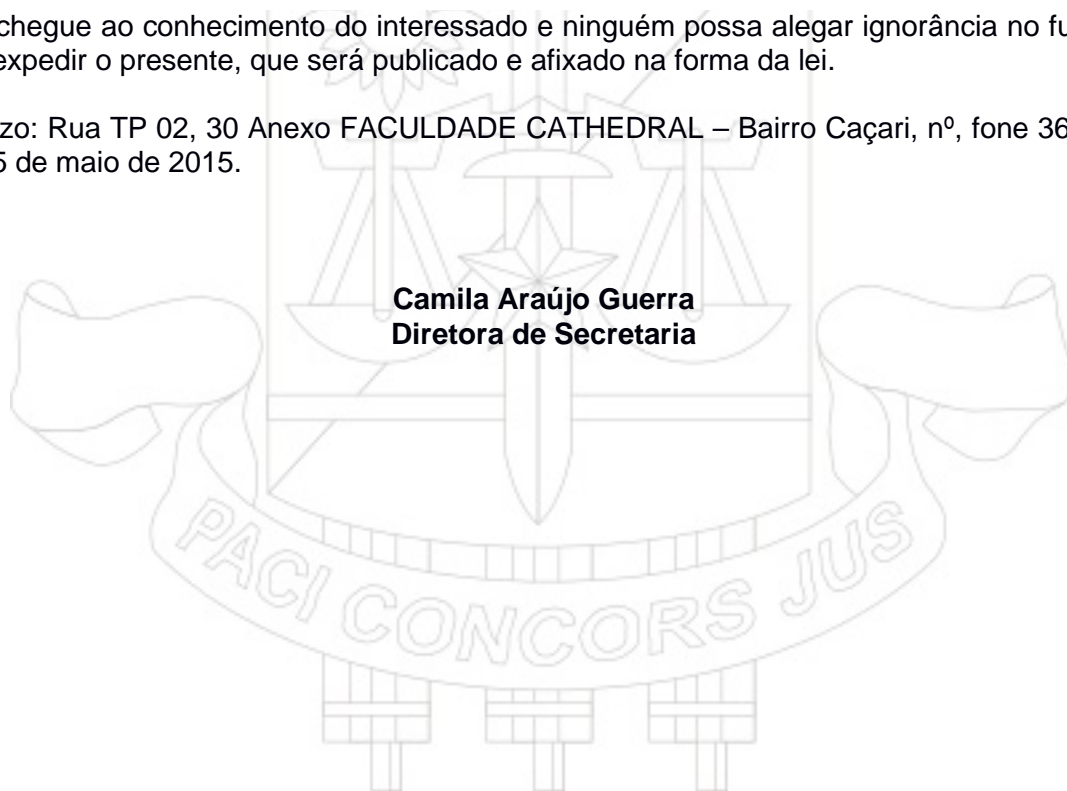 chegue ao conhecimento do interessado e ninguém possa alegar ignorância no fu
expedir o presente, que será publicado e afixado na forma da lei.
zo: Rua TP 02, 30 Anexo FACULDADE CATHEDRAL – Bairro Caçari, nº, fone 36
5 de maio de 2015.
Camila Araújo Guerra
Diretora de Secretaria
PACI CONCORS JUS